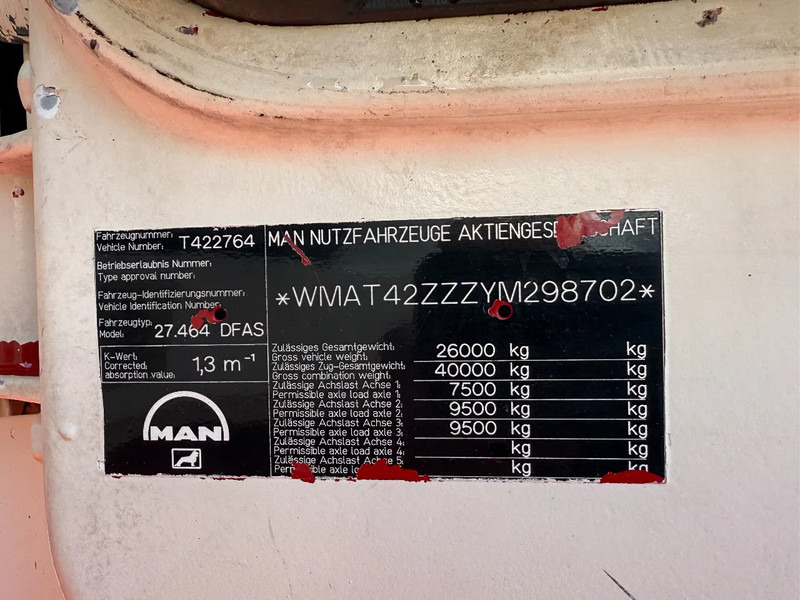 Fahrzeugnummer:
Vehicle Number: T422764
Betriebserlaubnis Nummer:
Type approval number:
Fahrzeug-Identifizierungsnummer:
Vehicle Identification Number:
Fahrzeugtyp:
Model: 27.464 DFAS
K-Wert:
Corrected
absorption value: 1,3 m⁻¹
MAN
MAN NUTZFAHRZEUGE
*WMAT42ZZZYM298702*
Zulässiges Gesamtgewicht:
Gross vehicle weight: 26000 kg kg
Zulässiges Zug-Gesamtgewicht:
Gross combination weight: 40000 kg kg
Zulässige Achslast Achse 1:
Permissible axle load axle 1: 7500 kg kg
Zulässige Achslast Achse 2:
Permissible axle load axle 2: 9500 kg kg
Zulässige Achslast Achse 3:
Permissible axle load axle 3: 9500 kg kg
Zulässige Achslast Achse 4:
Permissible axle load axle 4: kg kg
Zulässige Achslast Achse 5:
axle kg kg